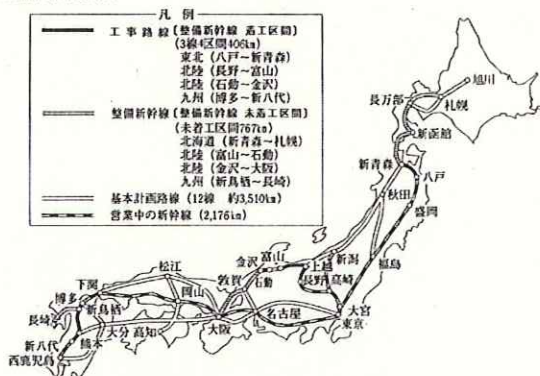 凡例
工事路線〔整備新幹線 着工区間〕
(3線4区間406km)
東北 (八戸~新青森)
北陸 (長野~富山)
北陸 (石動~金沢)
九州 (博多~新八代)
整備新幹線〔整備新幹線 未着工区間〕
(未着工区間767km)
北海道 (新青森~札幌)
北陸 (富山~石動)
北陸 (金沢~大阪)
九州 (新鳥栖~長崎)
基本計画路線 (12線 約3,510km)
営業中の新幹線 (2,176km)
旭川
長万部
札幌
新函館
新青森
八戸
秋田
盛岡
富山
新潟
金沢
上越
福島
石動
長野
高崎
松江
敦賀
下関
岡山
博多
新鳥栖
名古屋
大宮
長崎
大分
高知
大阪
東京
新八代
熊本
西鹿児島